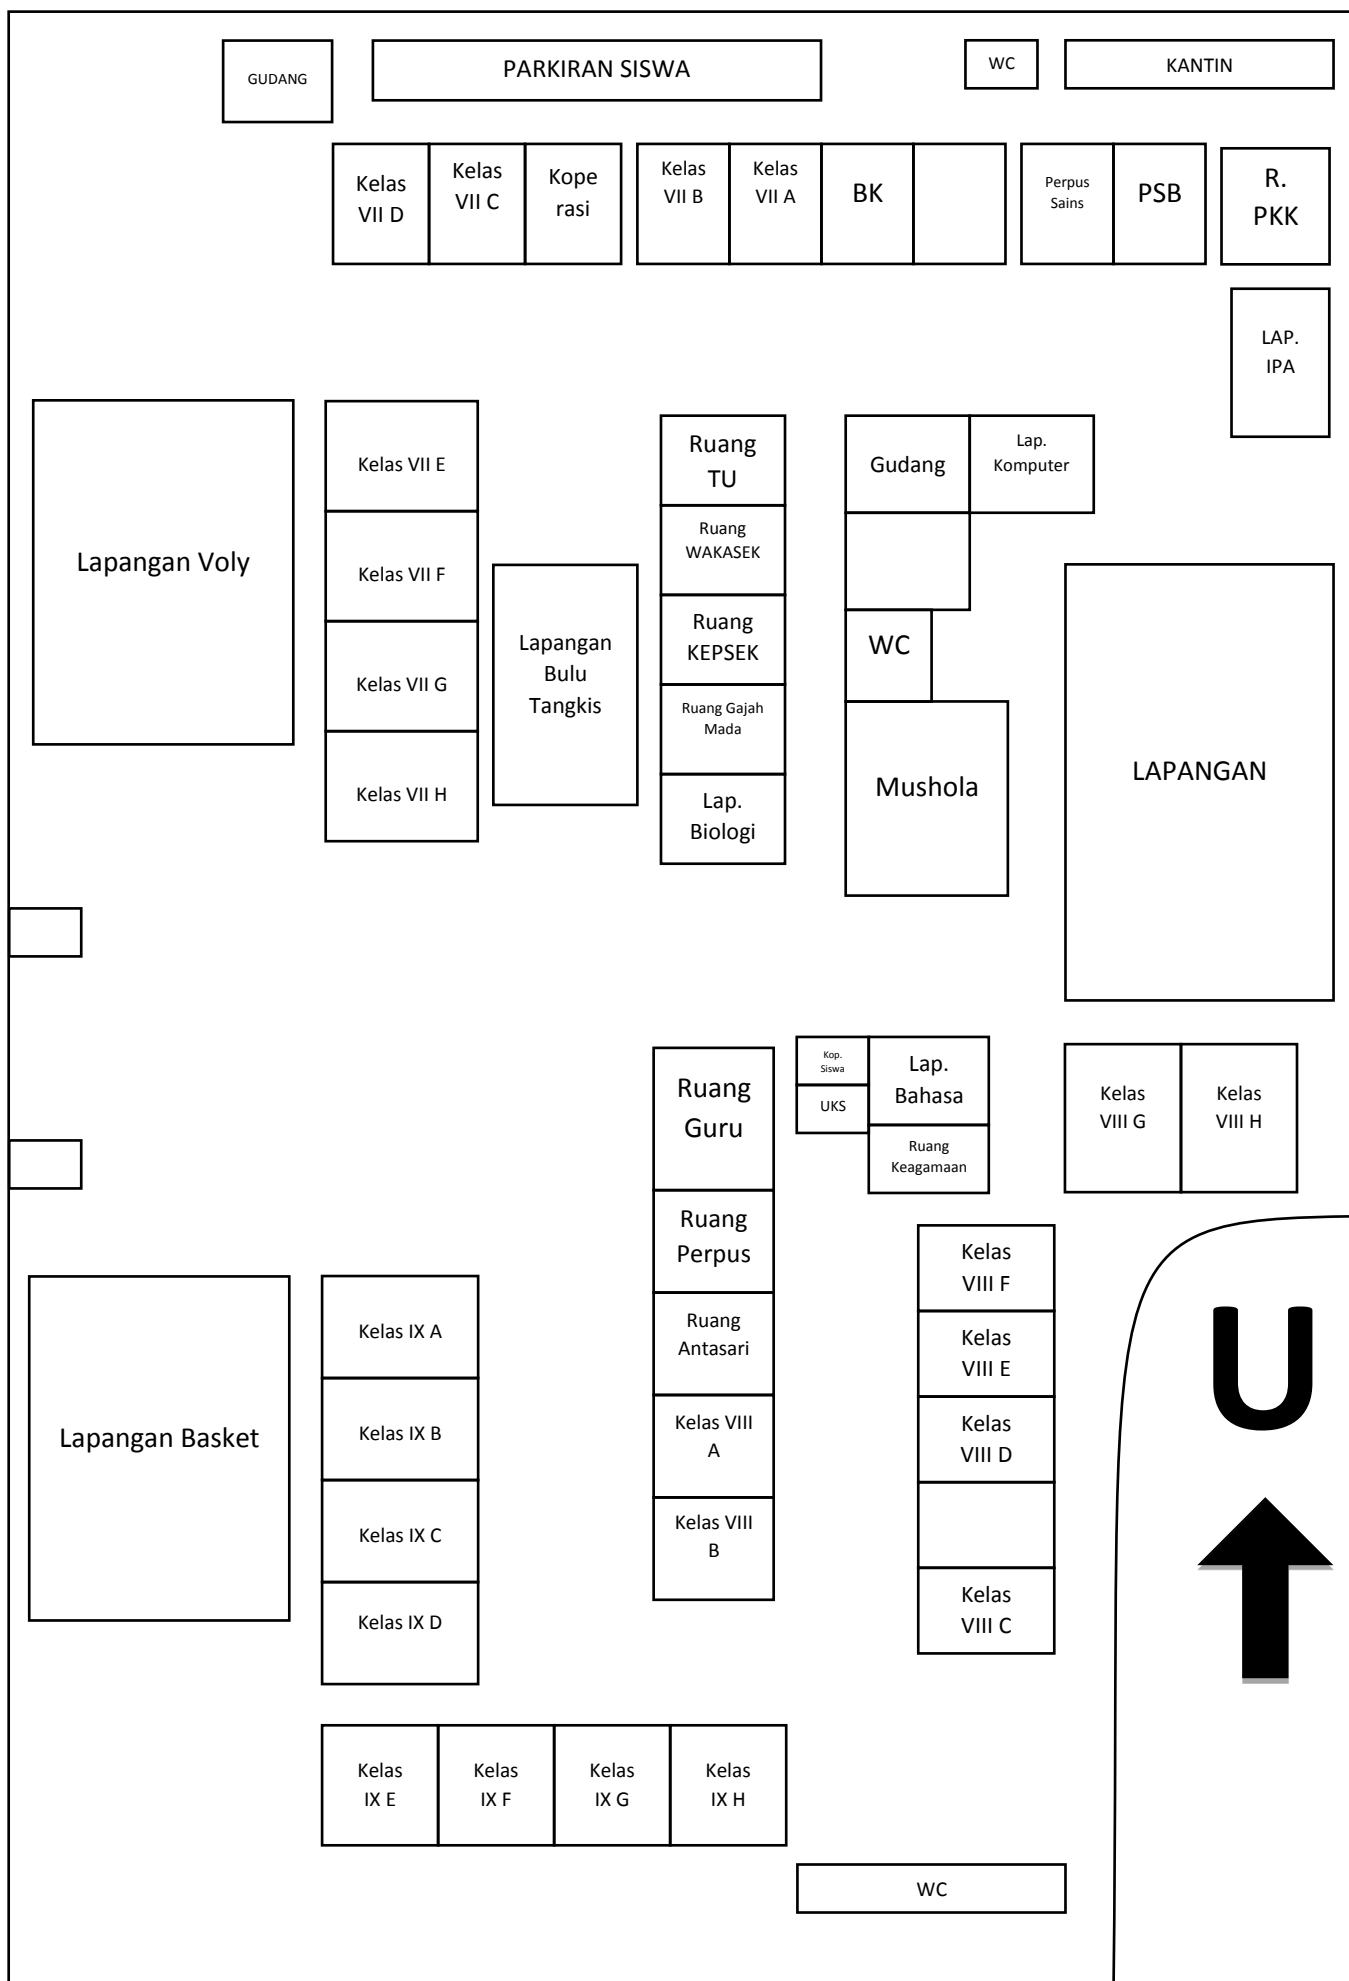 GUDANG
PARKIRAN SISWA
WC
KANTIN
Kelas
VII D
Kelas
VII C
Kope
rasi
Kelas
VII B
Kelas
VII A
BK
Perpus
Sains
PSB
R.
PKK
LAP.
IPA
Lapangan Voly
Kelas VII E
Kelas VII F
Kelas VII G
Kelas VII H
Lapangan
Bulu
Tangkis
Ruang
TU
Ruang
WAKASEK
Ruang
KEPSEK
Ruang Gajah
Mada
Lap.
Biologi
Gudang
Lap.
Komputer
WC
Mushola
LAPANGAN
Ruang
Guru
Ruang
Perpus
Ruang
Antasari
Kelas VIII
A
Kelas VIII
B
Kop.
Siswa
UKS
Lap.
Bahasa
Ruang
Keagamaan
Kelas
VIII G
Kelas
VIII H
Kelas
VIII F
Kelas
VIII E
Kelas
VIII D
Kelas
VIII C
U
Lapangan Basket
Kelas IX A
Kelas IX B
Kelas IX C
Kelas IX D
Kelas
IX E
Kelas
IX F
Kelas
IX G
Kelas
IX H
WC